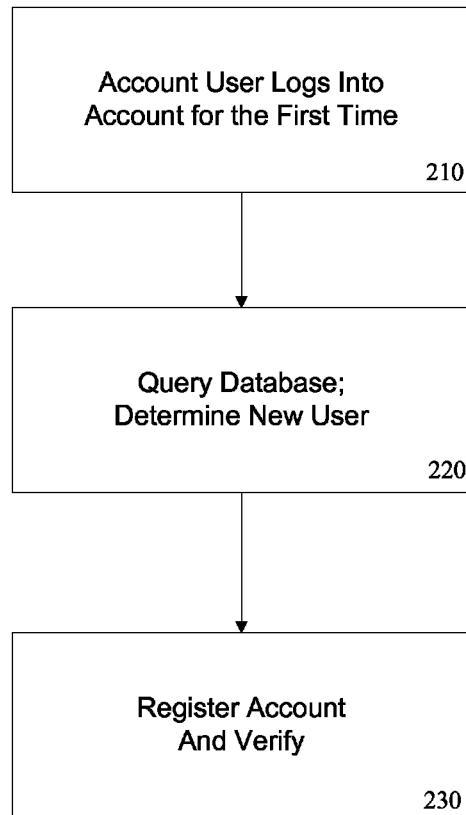 Account User Logs Into
Account for the First Time
210
Query Database;
Determine New User
220
Register Account
And Verify
230